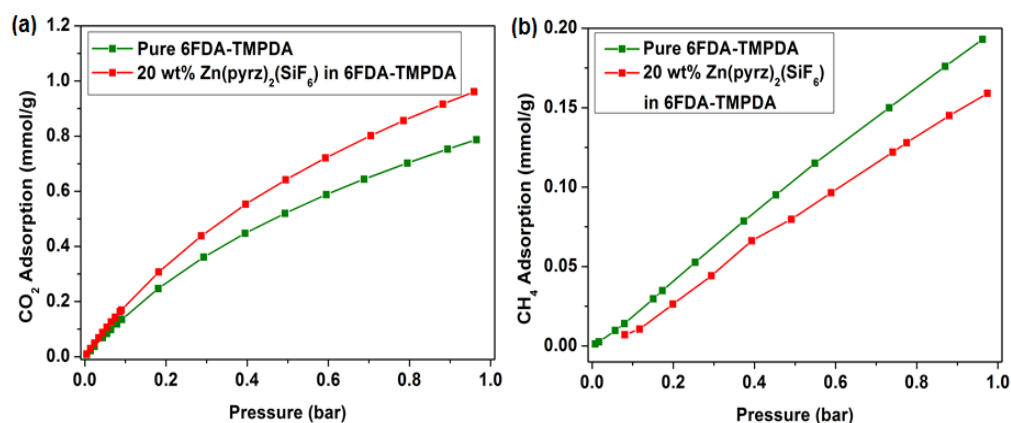 (a)
1.2
1.0
0.8
0.6
0.4
0.2
0.0
CO₂ Adsorption (mmol/g)
Pure 6FDA-TMPDA
20 wt% Zn(pyrz)₂(SiF₆) in 6FDA-TMPDA
0.0 0.2 0.4 0.6 0.8 1.0
Pressure (bar)
(b)
0.20
0.15
0.10
0.05
0.00
CH₄ Adsorption (mmol/g)
Pure 6FDA-TMPDA
20 wt% Zn(pyrz)₂(SiF₆)
in 6FDA-TMPDA
0.0 0.2 0.4 0.6 0.8 1.0
Pressure (bar)